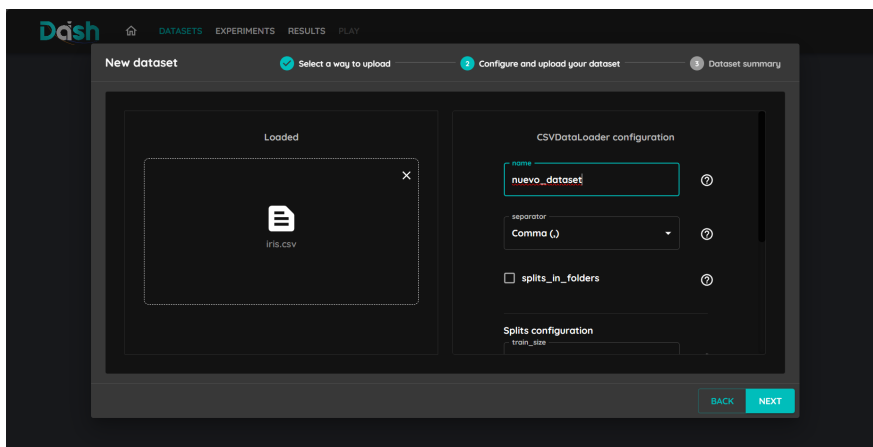 Dash
DATASETS EXPERIMENTS RESULTS PLAY
New dataset
Select a way to upload
2 Configure and upload your dataset
3 Dataset summary
Loaded
iris.csv
CSVDataLoader configuration
name
nuevo_dataset
separator
Comma (,)
splits_in_folders
Splits configuration
train_size
BACK NEXT